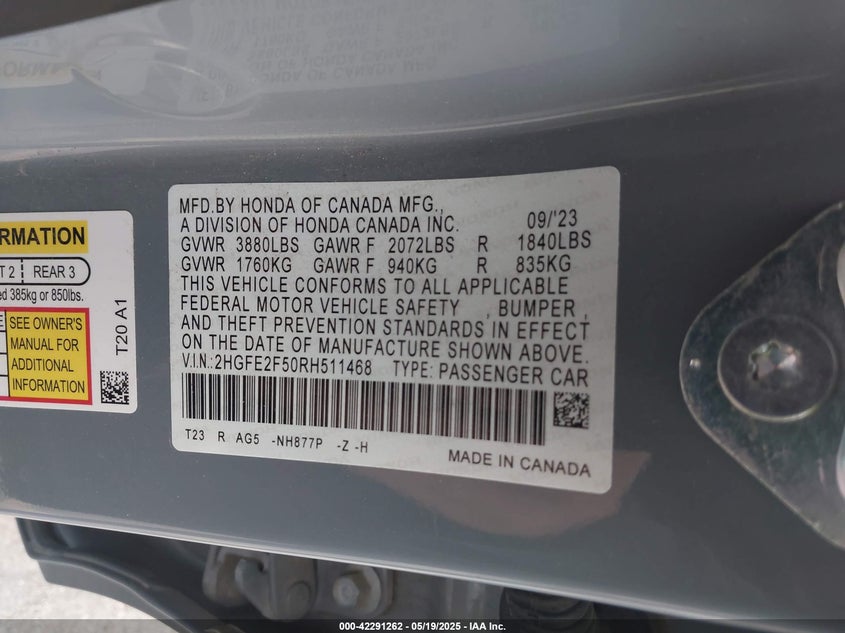 MFD.BY HONDA OF CANADA MFG.,
A DIVISION OF HONDA CANADA INC. 09/'23
GVWR 3880LBS GAWR F 2072LBS R 1840LBS
GVWR 1760KG GAWR F 940KG R 835KG
THIS VEHICLE CONFORMS TO ALL APPLICABLE
FEDERAL MOTOR VEHICLE SAFETY , BUMPER ,
AND THEFT PREVENTION STANDARDS IN EFFECT
ON THE DATE OF MANUFACTURE SHOWN ABOVE.
V.I.N.:2HGFE2F50RH511468 TYPE: PASSENGER CAR
T23 R AG5 -NH877P -Z -H
MADE IN CANADA
RMATION
T 2 REAR 3
ed 385kg or 850lbs.
SEE OWNER'S
MANUAL FOR
ADDITIONAL
INFORMATION
T20 A1
000-42291262 - 05/19/2025 - IAA Inc.